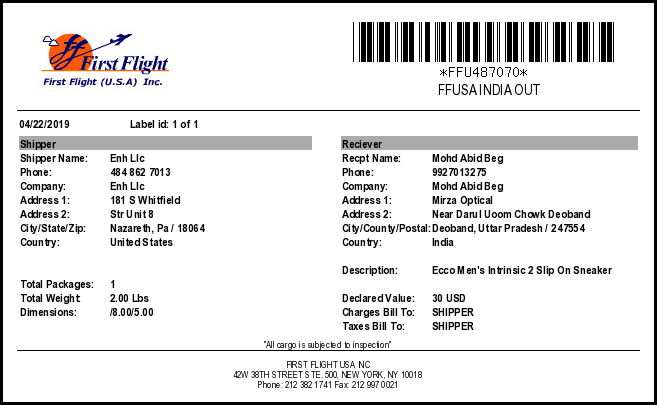 First Flight
First Flight (U.S.A) Inc.
*FFU487070*
FFUSA INDIA OUT
04/22/2019 Label id: 1 of 1
Shipper
Shipper Name: Enh Llc
Phone: 484 862 7013
Company: Enh Llc
Address 1: 181 S Whitfield
Address 2: Str Unit 8
City/State/Zip: Nazareth, Pa / 18064
Country: United States
Total Packages: 1
Total Weight: 2.00 Lbs
Dimensions: /8.00/5.00
Reciever
Recpt Name: Mohd Abid Beg
Phone: 9927013275
Company: Mohd Abid Beg
Address 1: Mirza Optical
Address 2: Near Darul Uoom Chowk Deoband
City/County/Postal: Deoband, Uttar Pradesh / 247554
Country: India
Description: Ecco Men's Intrinsic 2 Slip On Sneaker
Declared Value: 30 USD
Charges Bill To: SHIPPER
Taxes Bill To: SHIPPER
"All cargo is subjected to inspection"
FIRST FLIGHT USA INC
42W 38TH STREET STE. 500, NEW YORK, NY 10018
Phone: 212 382 1741 Fax: 212 997 0021